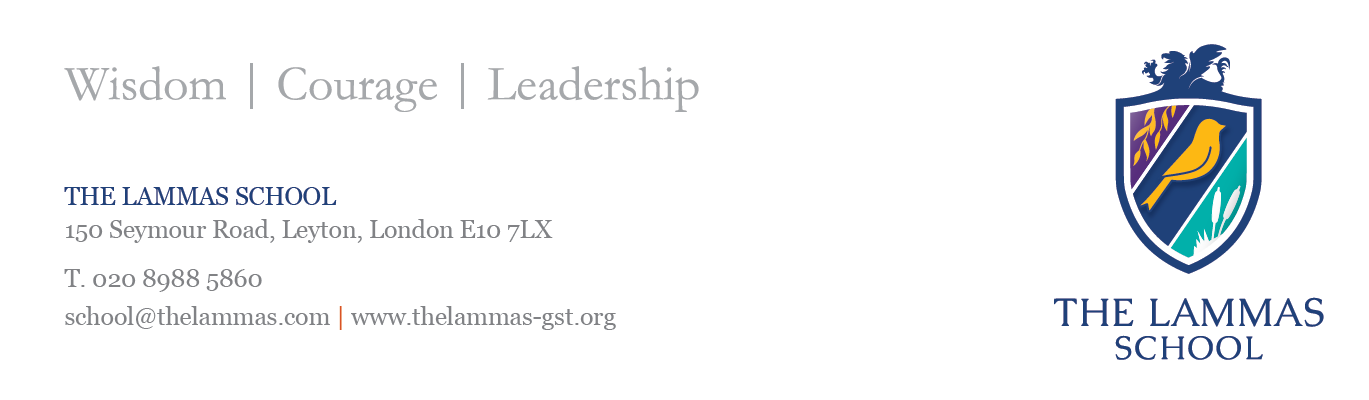 Wisdom | Courage | Leadership
THE LAMMAS SCHOOL
150 Seymour Road, Leyton, London E10 7LX
T. 020 8988 5860
school@thelammas.com | www.thelammas-gst.org
THE LAMMAS
SCHOOL